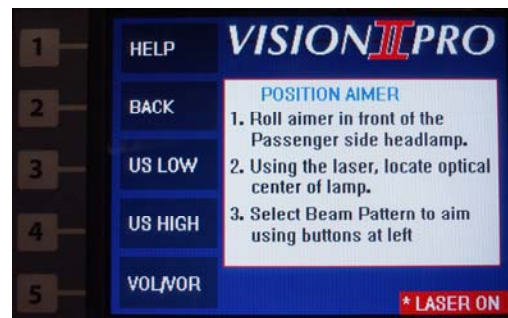 1
HELP
VISION II PRO
2
BACK
POSITION AIMER
1. Roll aimer in front of the
Passenger side headlamp.
3
US LOW
2. Using the laser, locate optical
center of lamp.
4
US HIGH
3. Select Beam Pattern to aim
using buttons at left
5
VOL/VOR
* LASER ON